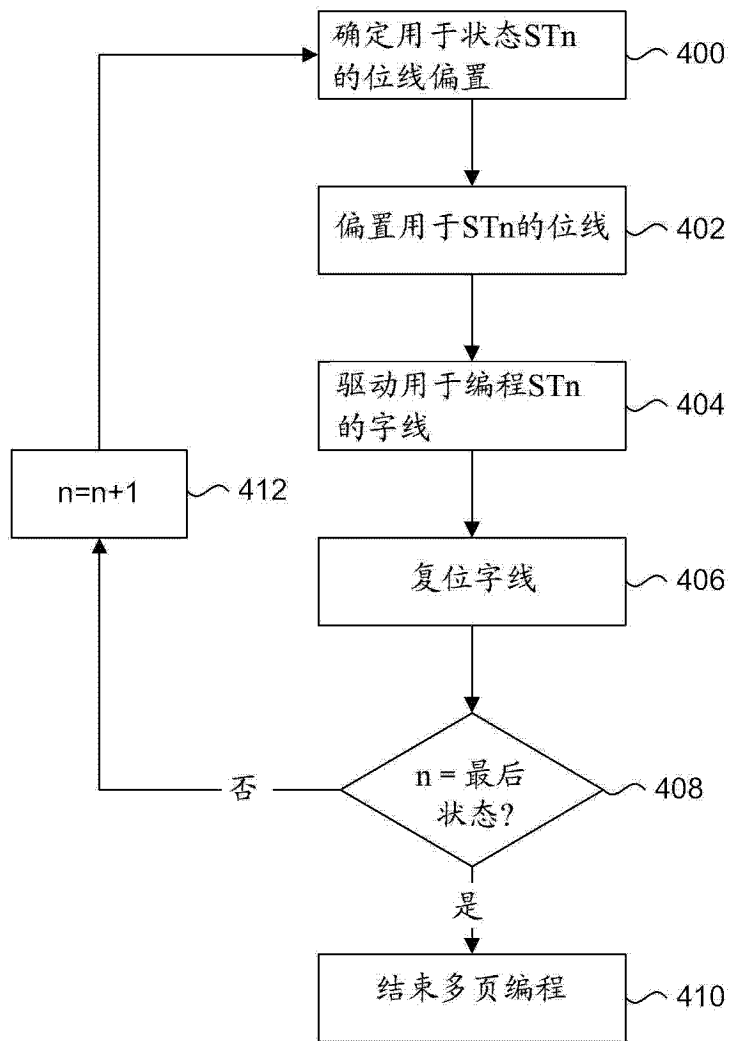 确定用于状态STn
的位线偏置
400
偏置用于STn的位线
402
驱动用于编程STn
的字线
404
n=n+1
412
复位字线
406
n = 最后
状态?
408
否
是
结束多页编程
410